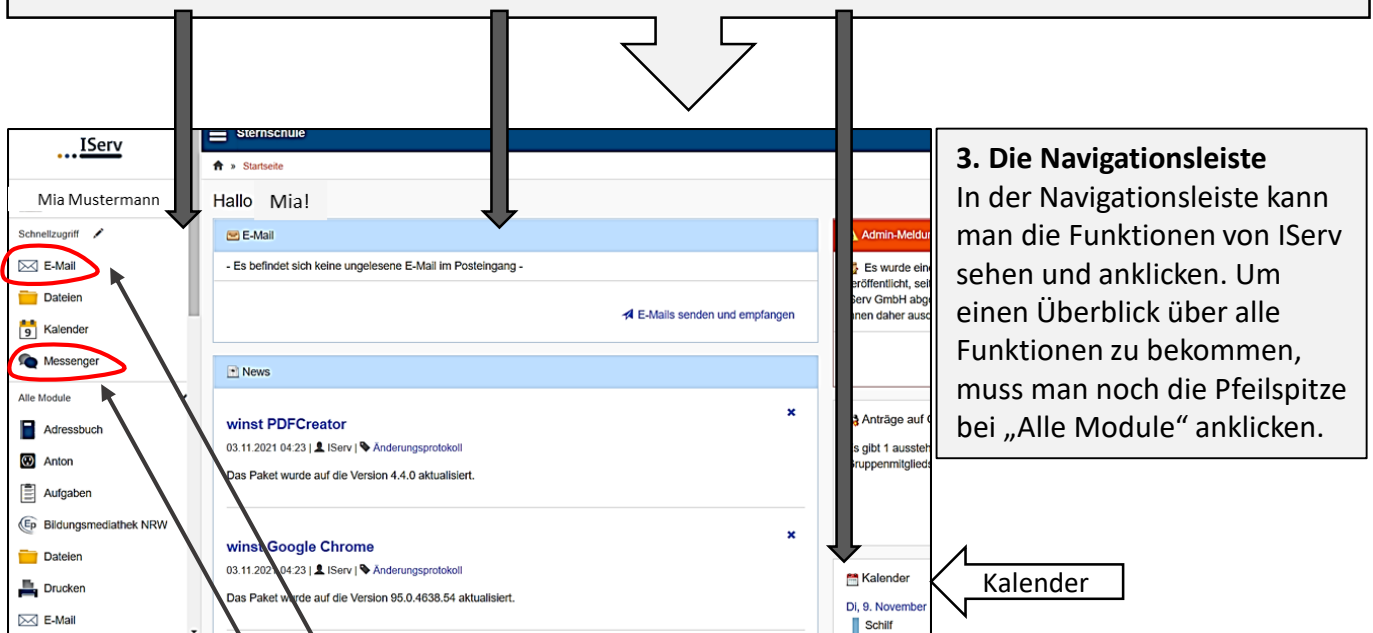 IServ
Sternschule
Startseite
Mia Mustermann
Hallo Mia!
Schnellzugriff
E-Mail
Dateien
Kalender
Messenger
Alle Module
Adressbuch
Anton
Aufgaben
Bildungsmediathek NRW
Dateien
Drucken
E-Mail
E-Mail
- Es befindet sich keine ungelesene E-Mail im Posteingang -
E-Mails senden und empfangen
News
winst PDFCreator
03.11.2021 04:23 | IServ | Änderungsprotokoll
Das Paket wurde auf die Version 4.4.0 aktualisiert.
winst Google Chrome
03.11.2021 04:23 | IServ | Änderungsprotokoll
Das Paket wurde auf die Version 95.0.4638.54 aktualisiert.
Admin-Meldu
Es wurde ein
eröffentlicht, seit
Serv GmbH abg
nen daher aus
Anträge auf
s gibt 1 ausste
ruppenmitglied
Kalender
Di, 9. November
Schilf
3. Die Navigationsleiste
In der Navigationsleiste kann
man die Funktionen von IServ
sehen und anklicken. Um
einen Überblick über alle
Funktionen zu bekommen,
muss man noch die Pfeilspitze
bei „Alle Module“ anklicken.
Kalender